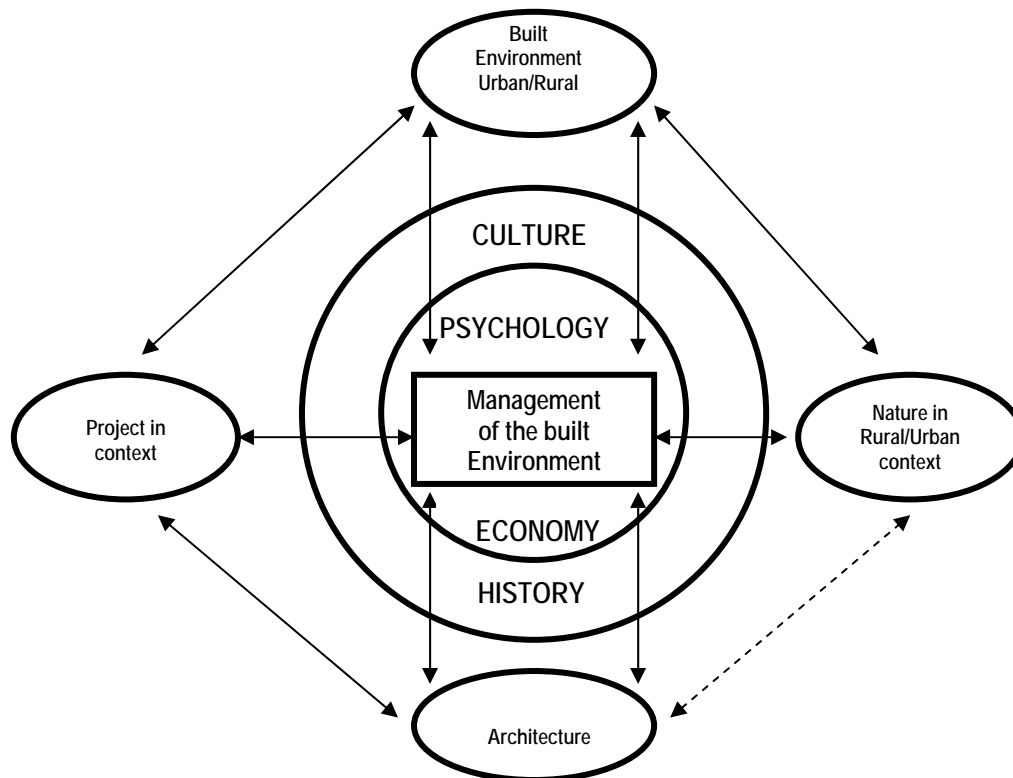 Built
Environment
Urban/Rural
CULTURE
PSYCHOLOGY
Management
of the built
Environment
Project in
context
Nature in
Rural/Urban
context
ECONOMY
HISTORY
Architecture